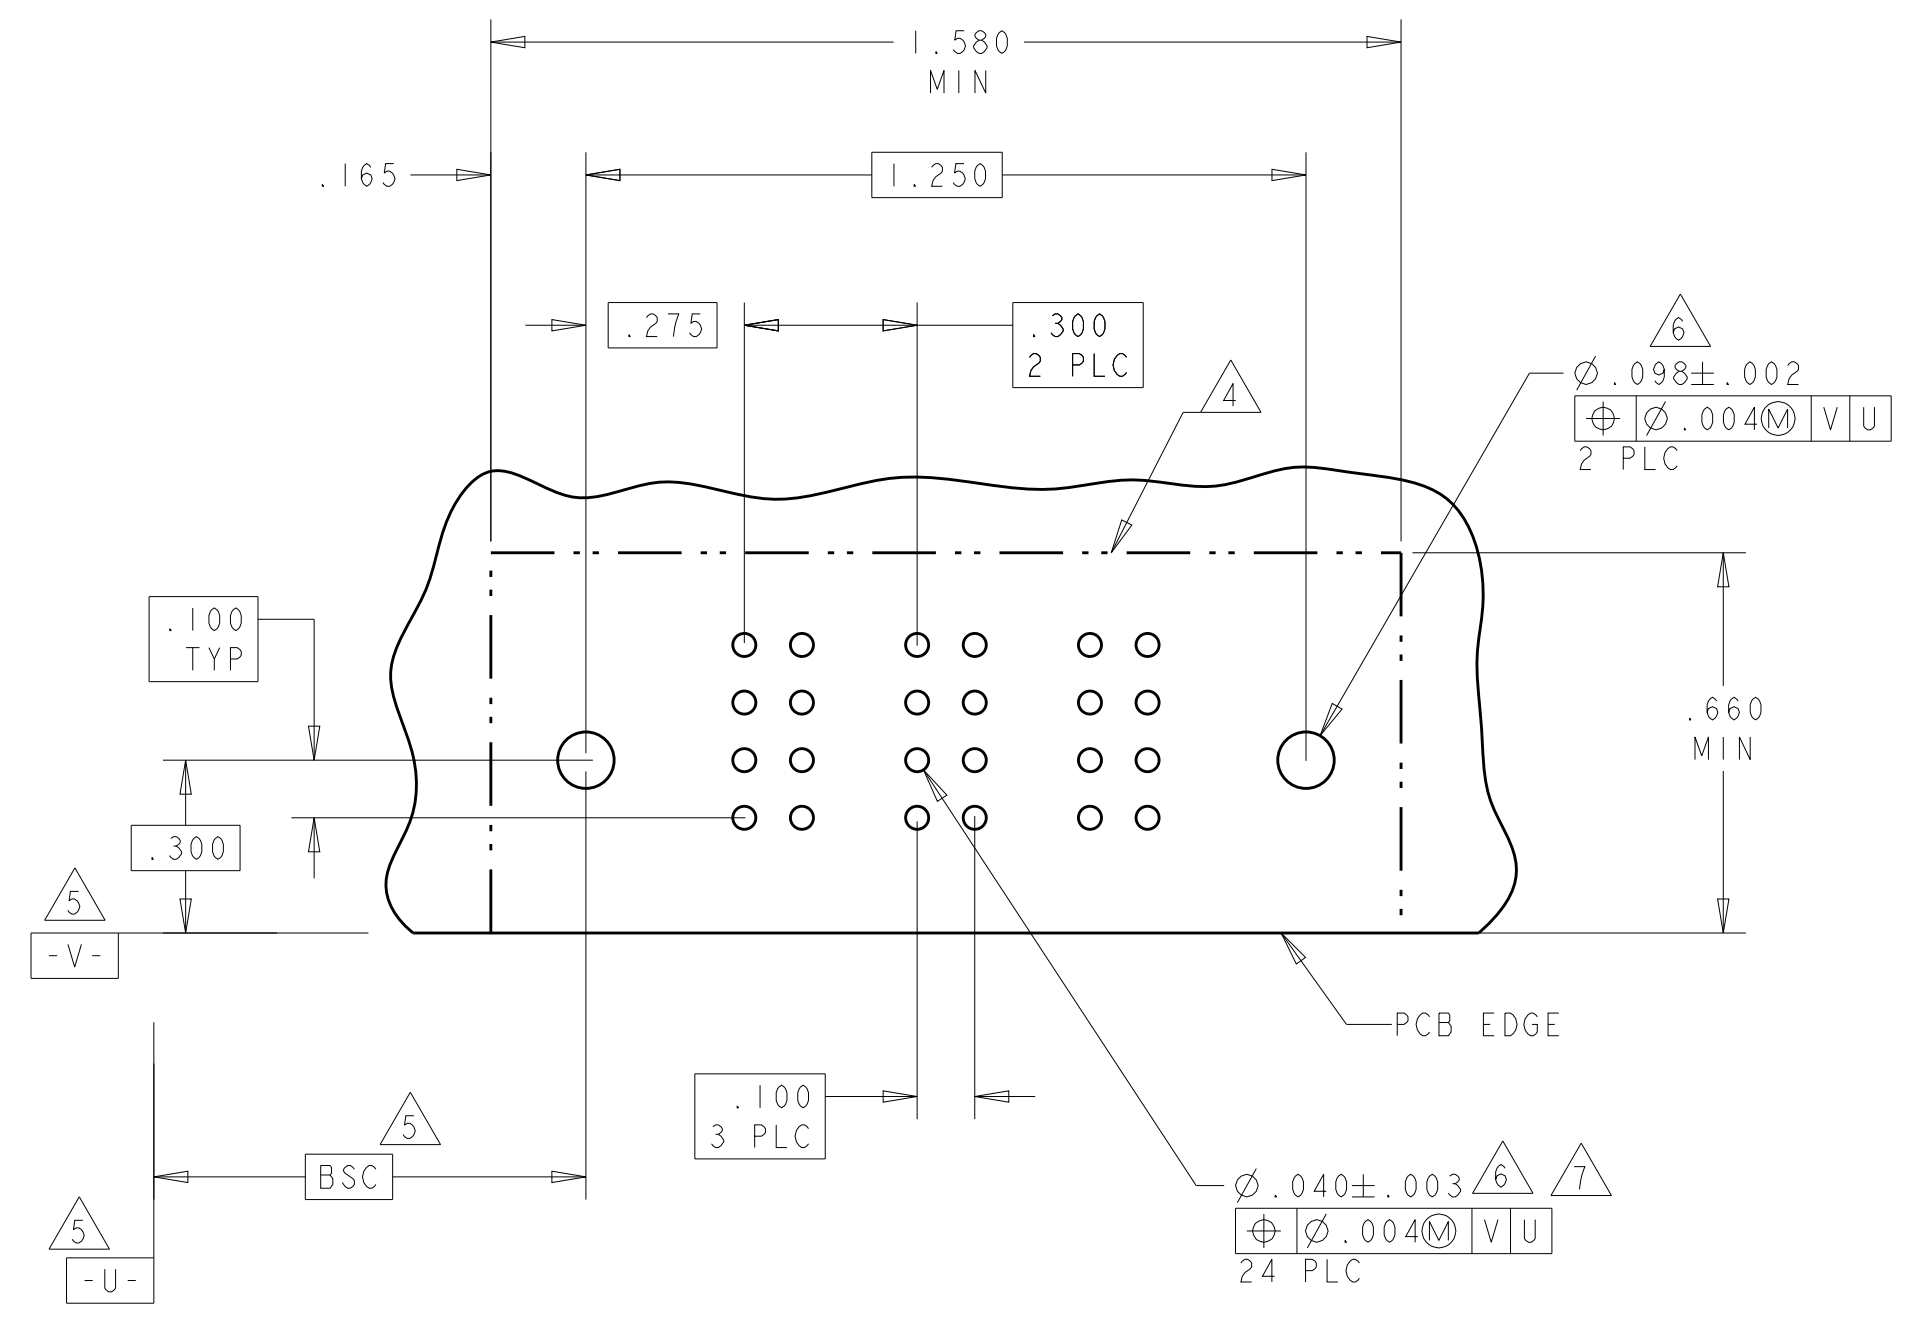 1.580
MIN
.165
1.250
.275
.300
2 PLC
6
4
⌀.098±.002
⌖ ⌀.004Ⓜ V U
2 PLC
.100
TYP
.660
MIN
.300
5
-V-
PCB EDGE
.100
3 PLC
5
BSC
5
-U-
⌀.040±.003 6 7
⌖ ⌀.004Ⓜ V U
24 PLC